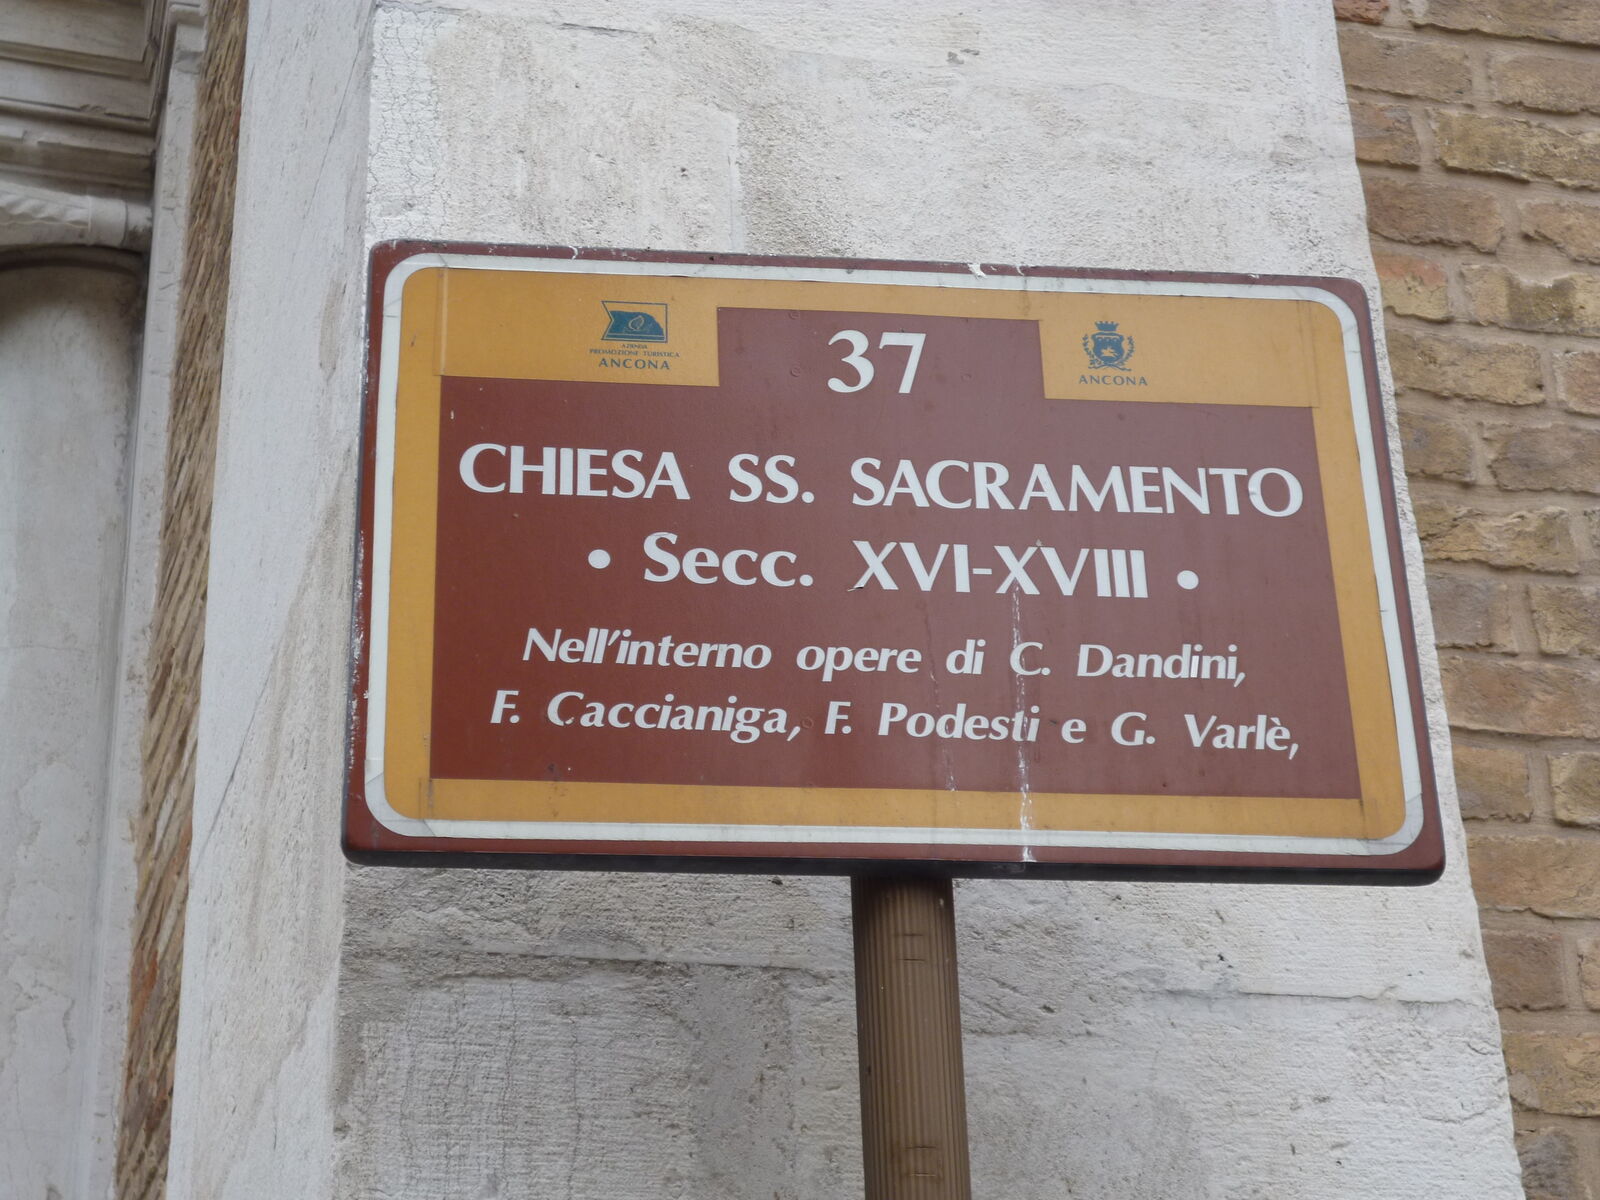 37
AZIENDA
PROMOZIONE TURISTICA
ANCONA
ANCONA
CHIESA SS. SACRAMENTO
• Secc. XVI-XVIII •
Nell'interno opere di C. Dandini,
F. Caccianiga, F. Podesti e G. Varlè,